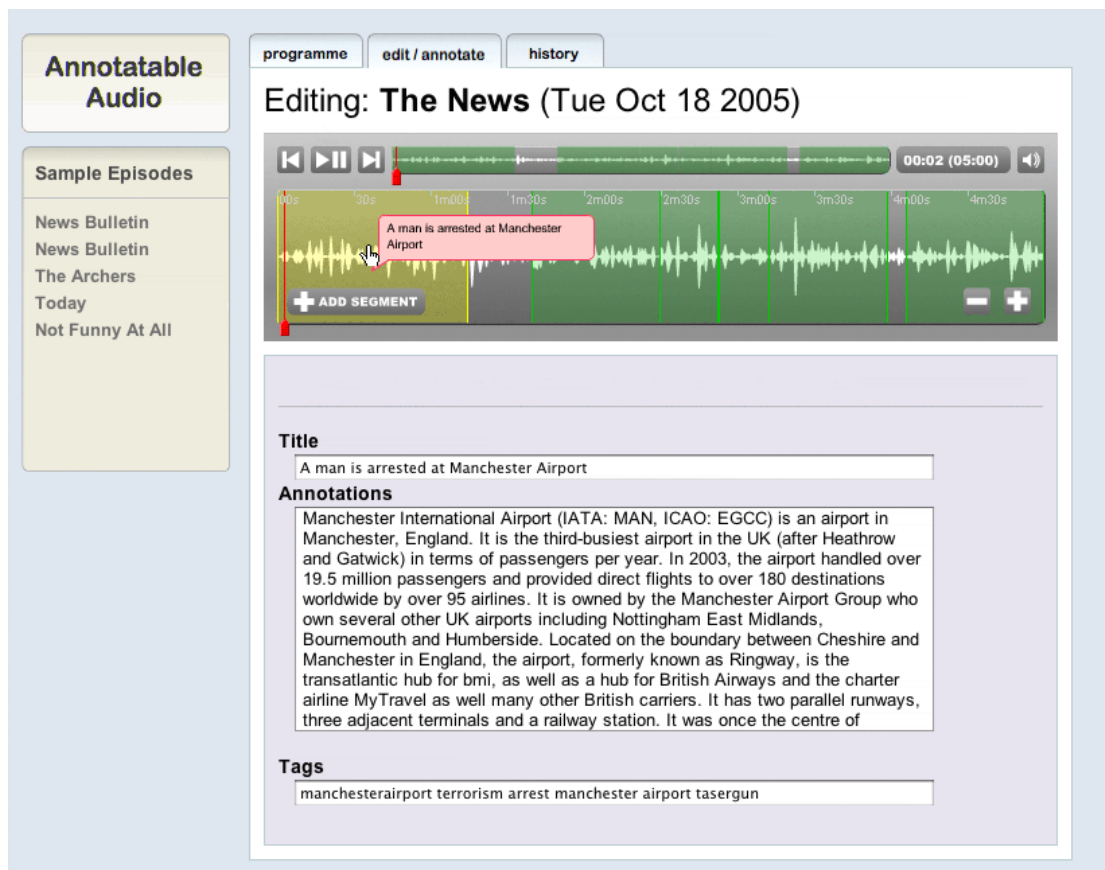 Annotatable
Audio
Sample Episodes
News Bulletin
News Bulletin
The Archers
Today
Not Funny At All
programme
edit / annotate
history
Editing: The News (Tue Oct 18 2005)
00:02 (05:00)
00s 30s 1m00s 1m30s 2m00s 2m30s 3m00s 3m30s 4m00s 4m30s
A man is arrested at Manchester
Airport
ADD SEGMENT
Title
A man is arrested at Manchester Airport
Annotations
Manchester International Airport (IATA: MAN, ICAO: EGCC) is an airport in
Manchester, England. It is the third-busiest airport in the UK (after Heathrow
and Gatwick) in terms of passengers per year. In 2003, the airport handled over
19.5 million passengers and provided direct flights to over 180 destinations
worldwide by over 95 airlines. It is owned by the Manchester Airport Group who
own several other UK airports including Nottingham East Midlands,
Bournemouth and Humberside. Located on the boundary between Cheshire and
Manchester in England, the airport, formerly known as Ringway, is the
transatlantic hub for bmi, as well as a hub for British Airways and the charter
airline MyTravel as well many other British carriers. It has two parallel runways,
three adjacent terminals and a railway station. It was once the centre of
Tags
manchesterairport terrorism arrest manchester airport tasergun